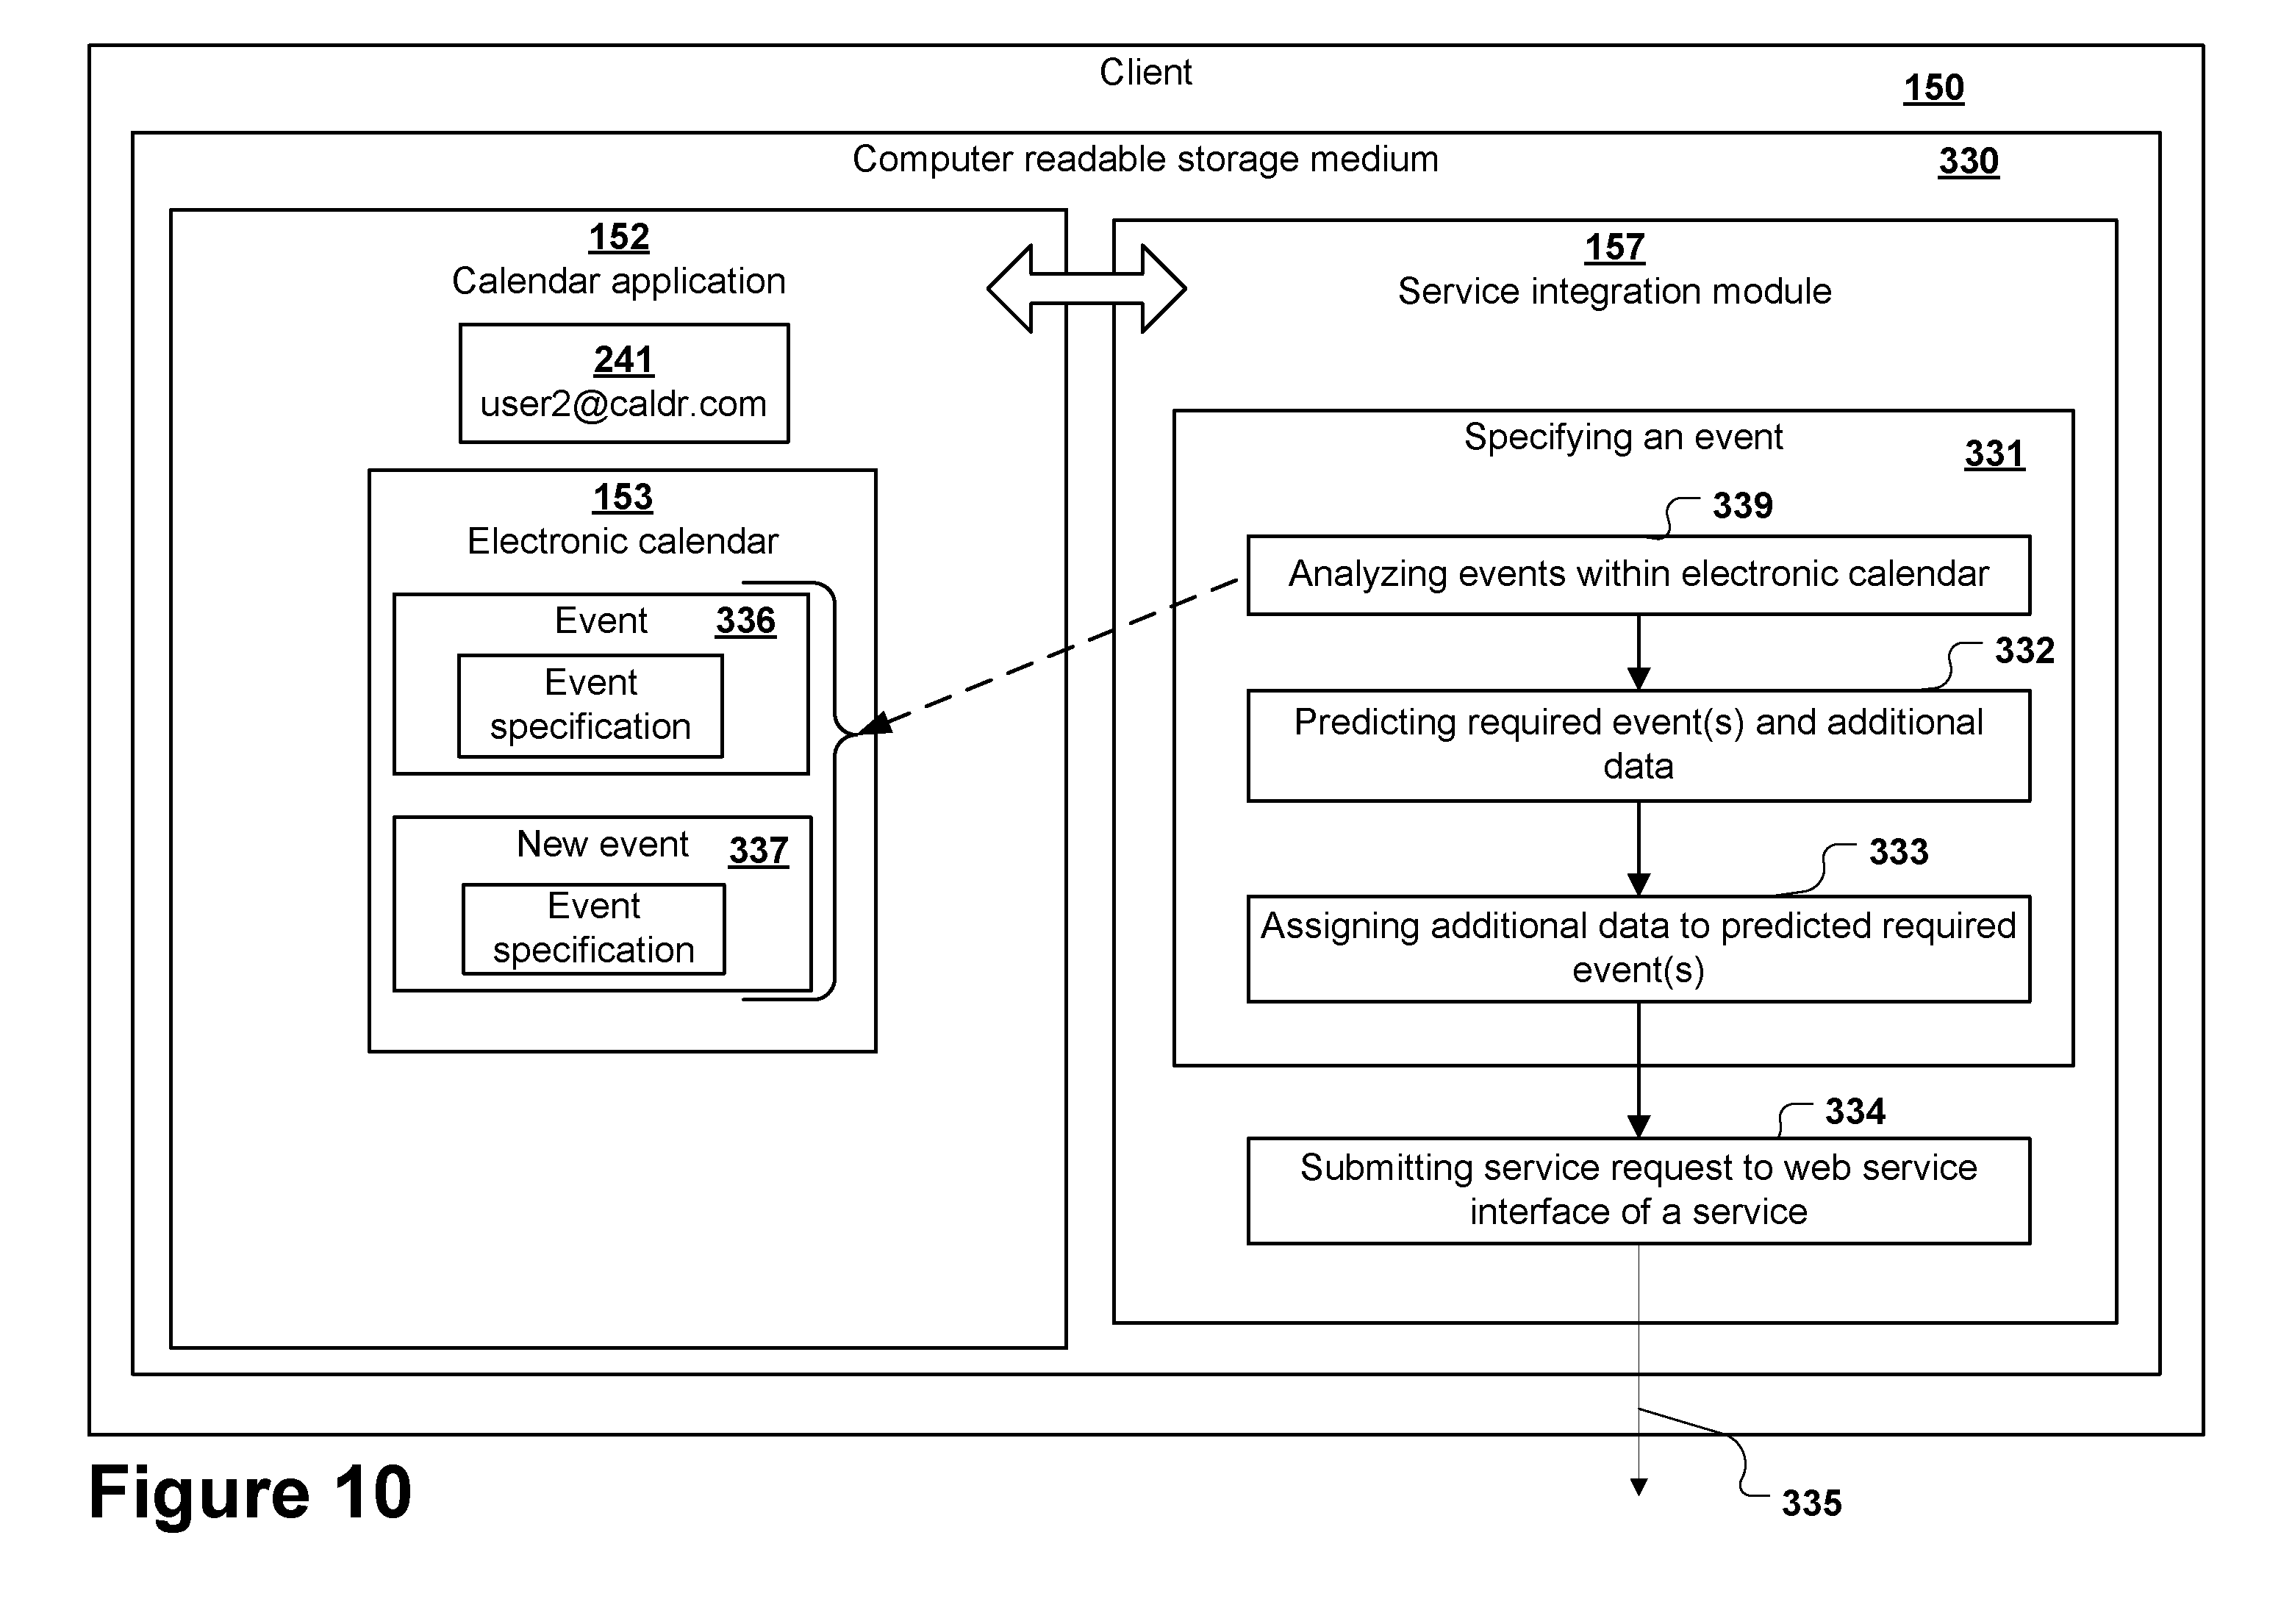 Client
150
Computer readable storage medium
330
152
Calendar application
241
user2@caldr.com
153
Electronic calendar
Event
336
Event
specification
New event
337
Event
specification
157
Service integration module
Specifying an event
331
339
Analyzing events within electronic calendar
332
Predicting required event(s) and additional
data
333
Assigning additional data to predicted required
event(s)
334
Submitting service request to web service
interface of a service
335
Figure 10